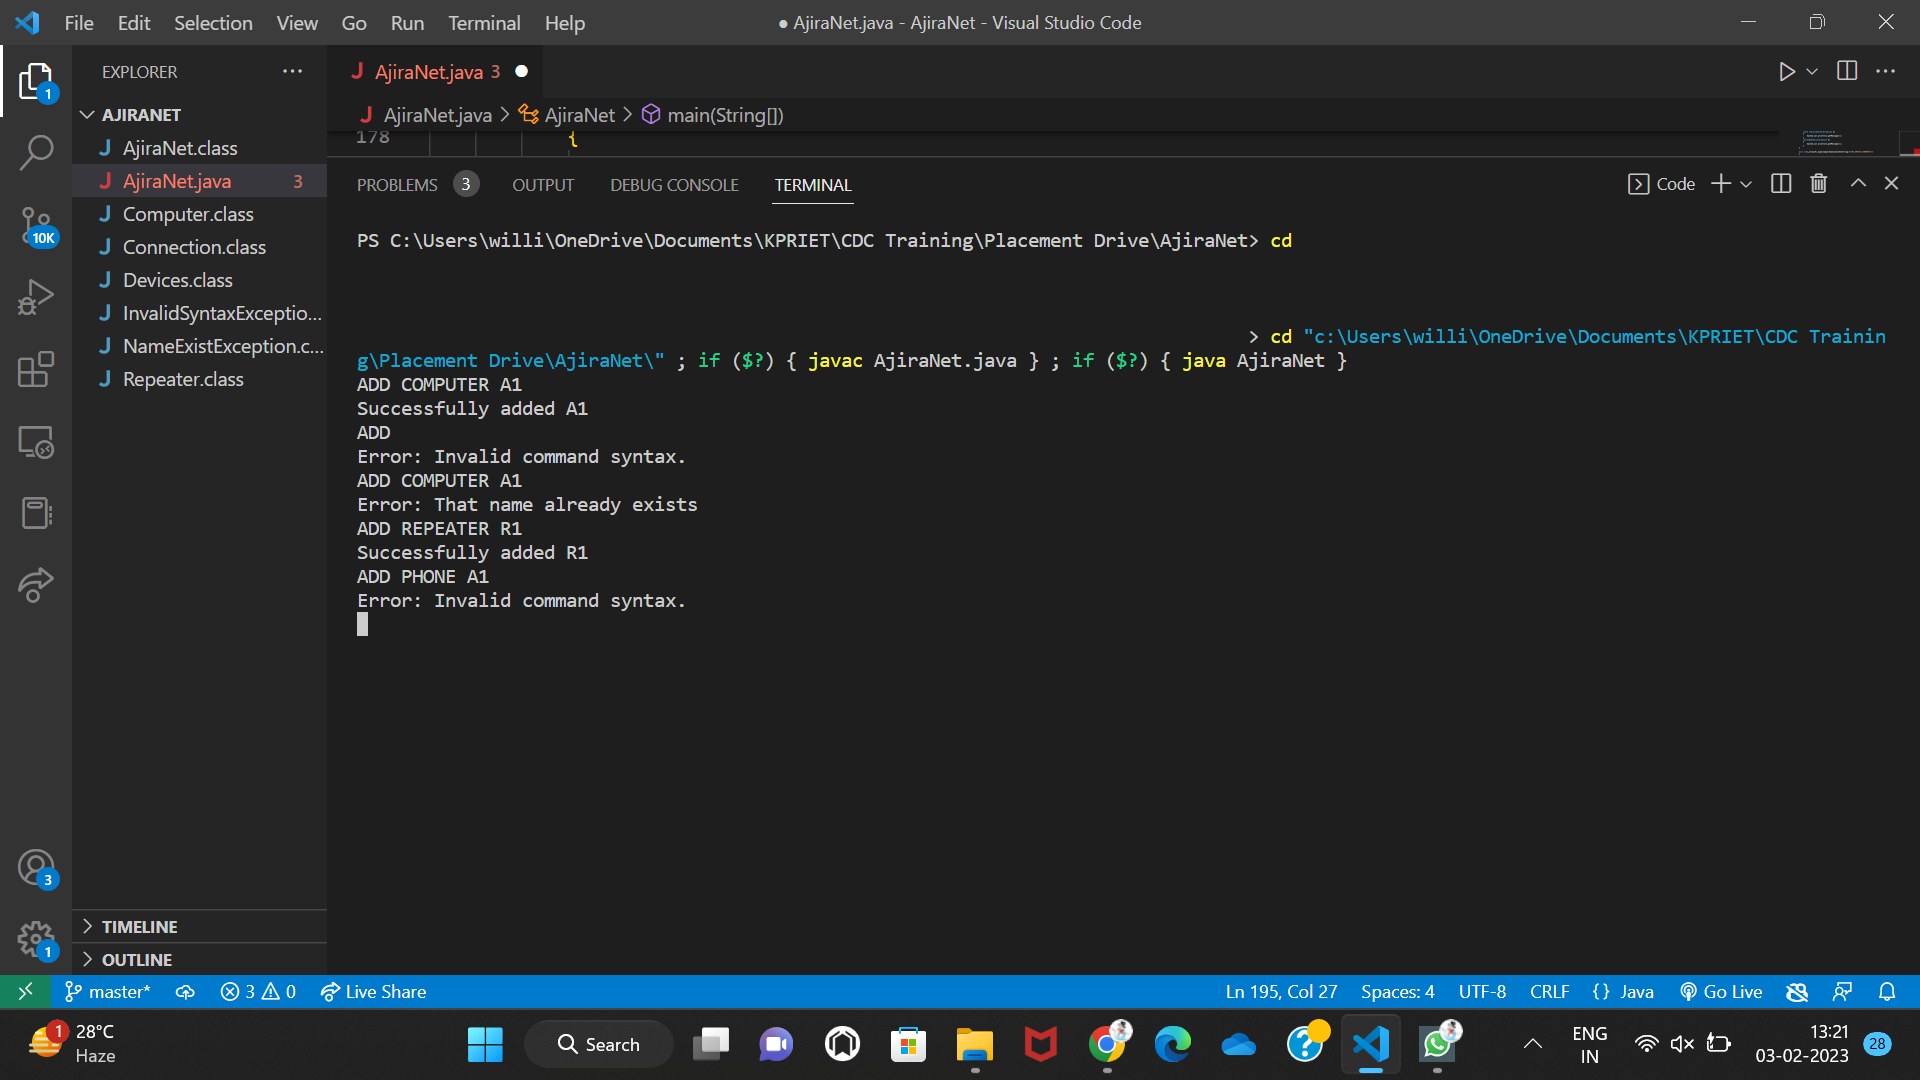 File Edit Selection View Go Run Terminal Help
● AjiraNet.java - AjiraNet - Visual Studio Code
EXPLORER
AJIRANET
AjiraNet.class
AjiraNet.java 3
Computer.class
Connection.class
Devices.class
InvalidSyntaxExceptio...
NameExistException.c...
Repeater.class
TIMELINE
OUTLINE
1
10K
3
1
AjiraNet.java 3
AjiraNet.java > AjiraNet > main(String[])
178 {
PROBLEMS 3 OUTPUT DEBUG CONSOLE TERMINAL
Code
PS C:\Users\willi\OneDrive\Documents\KPRIET\CDC Training\Placement Drive\AjiraNet> cd
> cd "c:\Users\willi\OneDrive\Documents\KPRIET\CDC Trainin
g\Placement Drive\AjiraNet\" ; if ($?) { javac AjiraNet.java } ; if ($?) { java AjiraNet }
ADD COMPUTER A1
Successfully added A1
ADD
Error: Invalid command syntax.
ADD COMPUTER A1
Error: That name already exists
ADD REPEATER R1
Successfully added R1
ADD PHONE A1
Error: Invalid command syntax.
master* 3 0 Live Share
Ln 195, Col 27 Spaces: 4 UTF-8 CRLF {} Java Go Live
1
28°C
Haze
Search
ENG
IN
13:21
03-02-2023
28